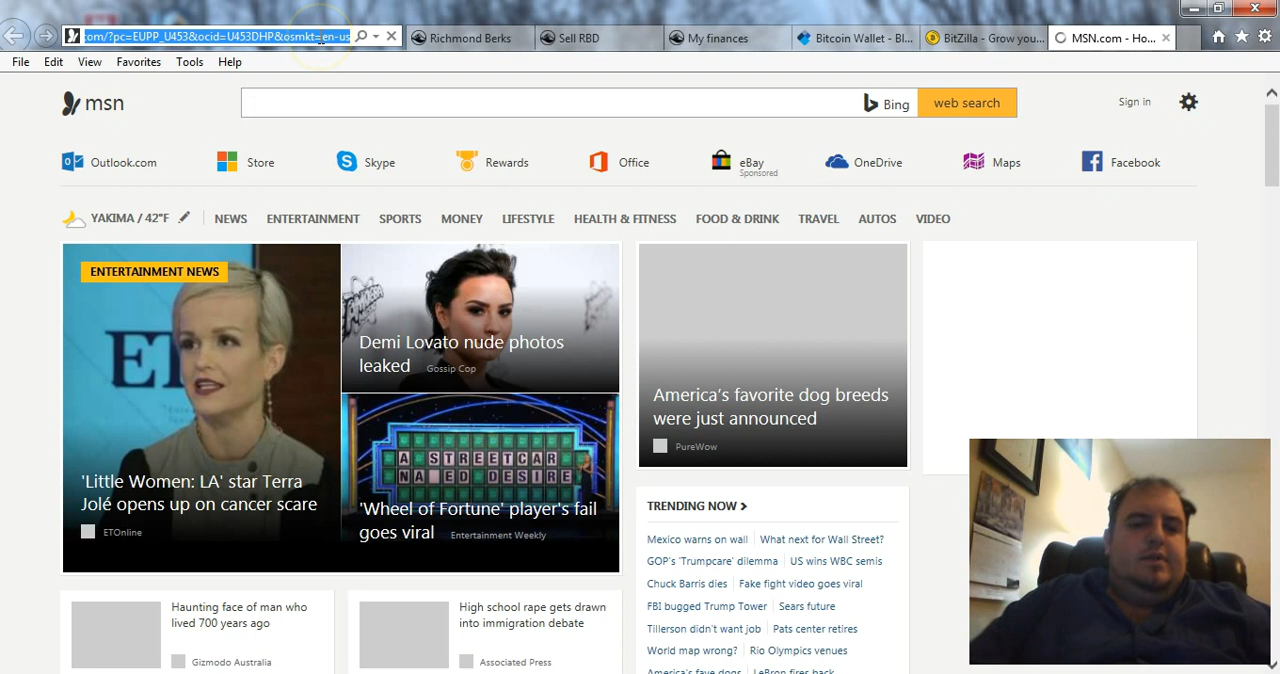 com/?pc=EUPP_U453&ocid=U453DHP&osmkt=en-us
Richmond Berks
Sell RBD
My finances
Bitcoin Wallet - Bl...
BitZilla - Grow you...
MSN.com - Ho...
File Edit View Favorites Tools Help
msn
Bing
web search
Sign in
Outlook.com
Store
Skype
Rewards
Office
eBay
Sponsored
OneDrive
Maps
Facebook
YAKIMA / 42°F
NEWS ENTERTAINMENT SPORTS MONEY LIFESTYLE HEALTH & FITNESS FOOD & DRINK TRAVEL AUTOS VIDEO
ENTERTAINMENT NEWS
ET
'Little Women: LA' star Terra
Jolé opens up on cancer scare
ETOnline
Demi Lovato nude photos
leaked Gossip Cop
A STREETCAR
NA ED DESIRE
'Wheel of Fortune' player's fail
goes viral Entertainment Weekly
America's favorite dog breeds
were just announced
PureWow
TRENDING NOW
Mexico warns on wall What next for Wall Street?
GOP's 'Trumpcare' dilemma US wins WBC semis
Chuck Barris dies Fake fight video goes viral
FBI bugged Trump Tower Sears future
Tillerson didn't want job Pats center retires
World map wrong? Rio Olympics venues
America's fave dogs LeBron fires back
Haunting face of man who
lived 700 years ago
Gizmodo Australia
High school rape gets drawn
into immigration debate
Associated Press